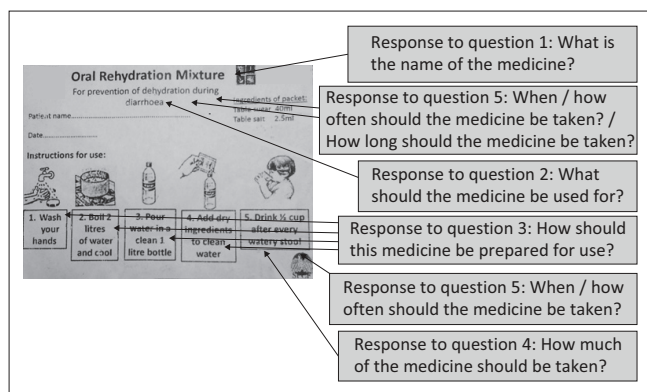 Oral Rehydration Mixture
For prevention of dehydration during
diarrhoea
Ingredients of packet:
Table sugar 40ml
Table salt 2.5ml
Patient name
Date
Instructions for use:
1. Wash
your
hands
2. Boil 2
litres
of water
and cool
3. Pour
water in a
clean 1
litre bottle
4. Add dry
ingredients
to clean
water
5. Drink ½ cup
after every
watery stool
Response to question 1: What is
the name of the medicine?
Response to question 5: When / how
often should the medicine be taken? /
How long should the medicine be taken?
Response to question 2: What
should the medicine be used for?
Response to question 3: How should
this medicine be prepared for use?
Response to question 5: When / how
often should the medicine be taken?
Response to question 4: How much
of the medicine should be taken?